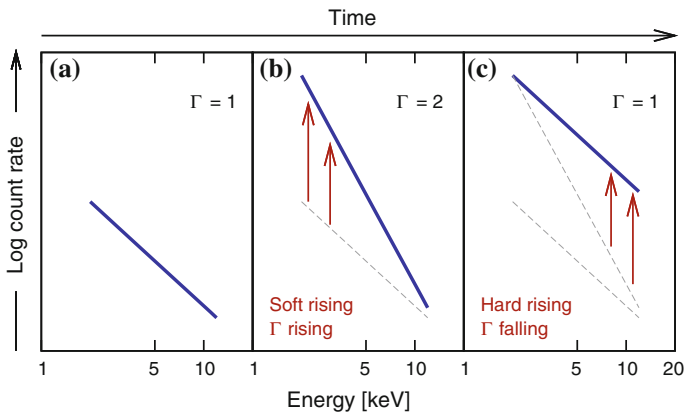 Time
(a)
(b)
(c)
Γ = 1
Γ = 2
Γ = 1
Log count rate
Soft rising
Γ rising
Hard rising
Γ falling
1 5 10 1 5 10 1 5 10 20
Energy [keV]